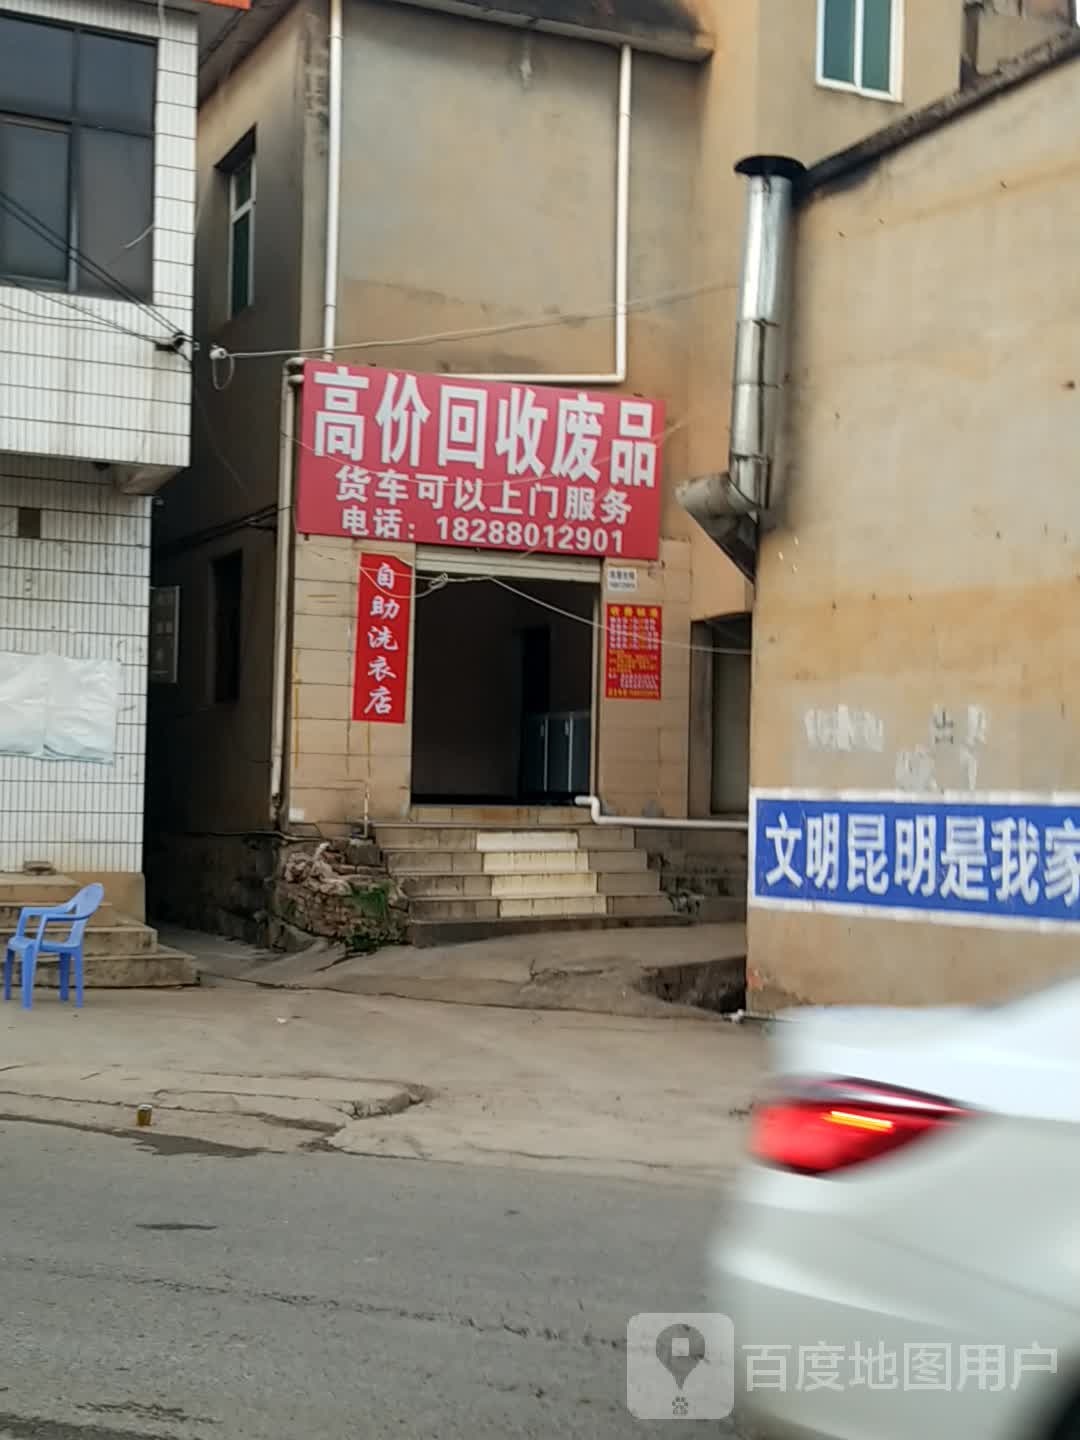 高价回收废品
货车可以上门服务
电话：18288012901
自助洗衣店
文明昆明是我家
百度地图用户